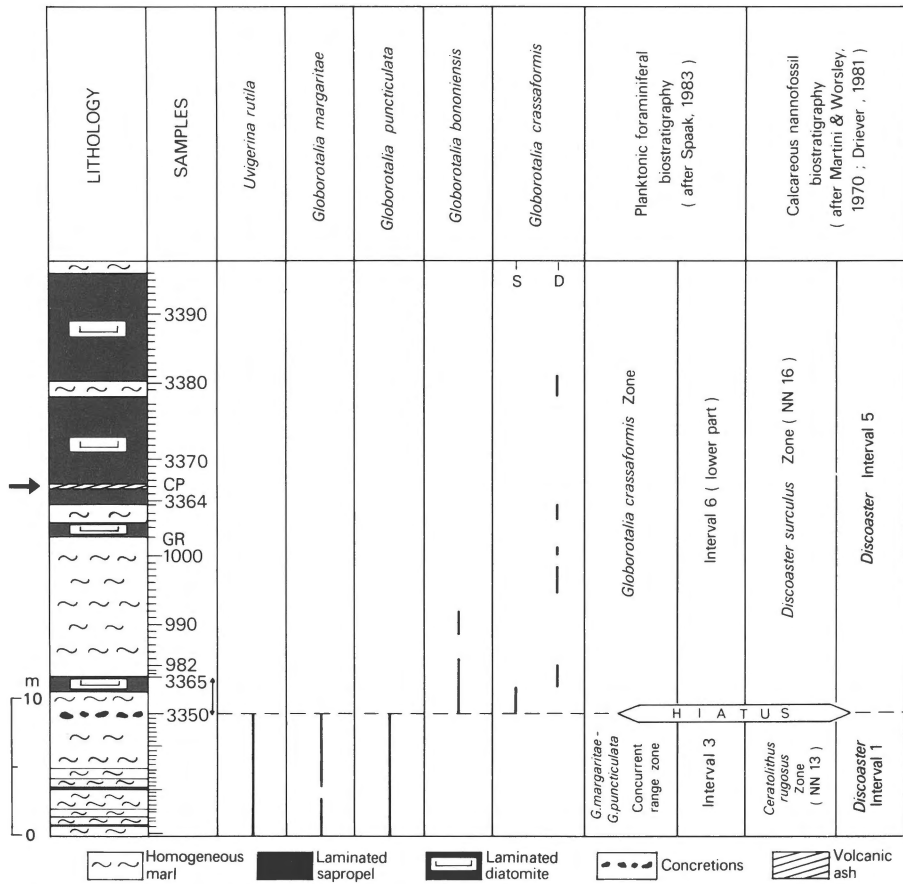 LITHOLOGY
SAMPLES
Uvigerina rutila
Globorotalia margaritae
Globorotalia puncticulata
Globorotalia bononiensis
Globorotalia crassaformis
Planktonic foraminiferal
biostratigraphy
( after Spaak, 1983 )
Calcareous nannofossil
biostratigraphy
( after Martini & Worsley,
1970 ; Driever , 1981 )
S D
3390
3380
3370
CP
3364
GR
1000
990
982
3365
3350
m
10
0
Globorotalia crassaformis Zone
Interval 6 ( lower part )
Discoaster surculus Zone ( NN 16 )
Discoaster Interval 5
HIATUS
G.margaritae -
G.puncticulata
Concurrent
range zone
Interval 3
Ceratolithus
rugosus
Zone
( NN 13 )
Discoaster
Interval 1
Homogeneous
marl
Laminated
sapropel
Laminated
diatomite
Concretions
Volcanic
ash